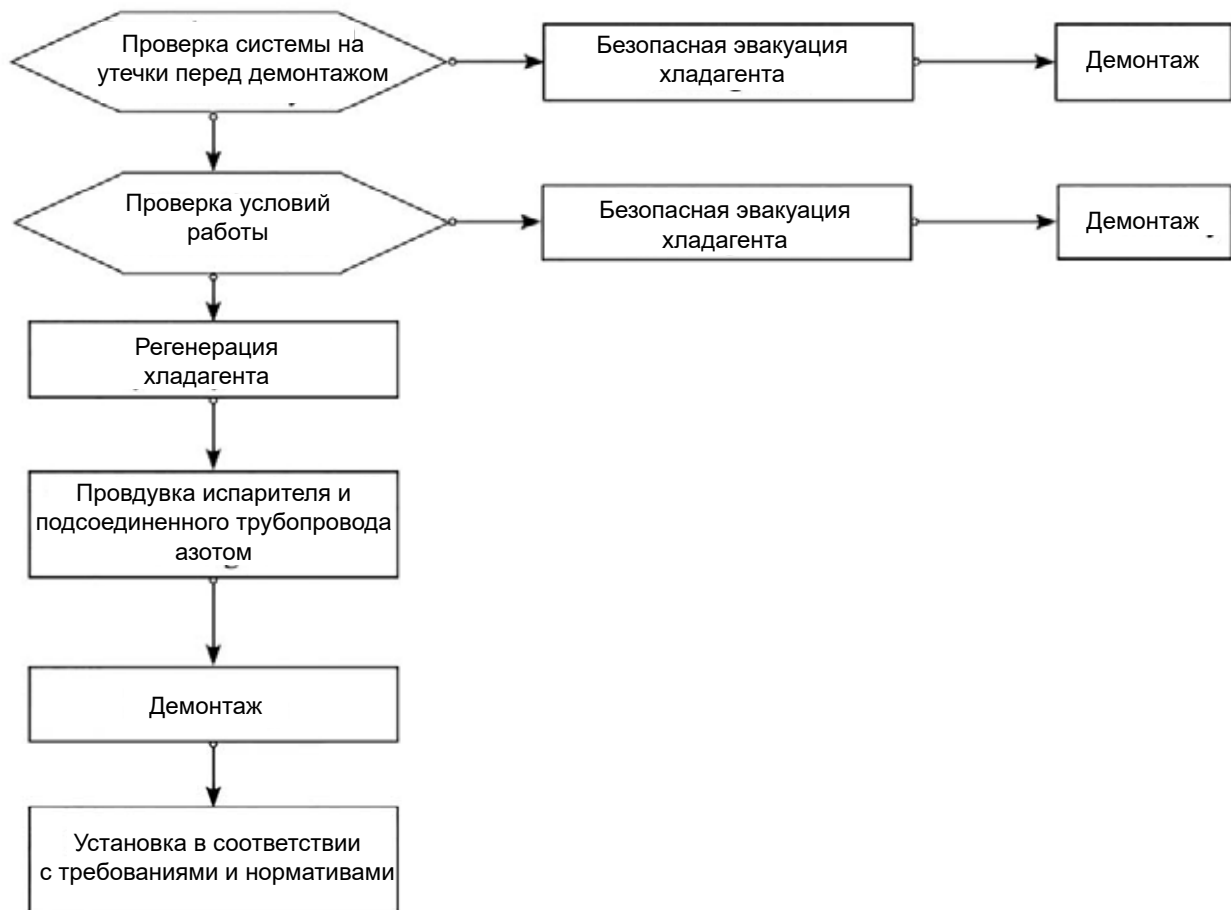 Проверка системы на
утечки перед демонтажом
Безопасная эвакуация
хладагента
Демонтаж
Проверка условий
работы
Безопасная эвакуация
хладагента
Демонтаж
Регенерация
хладагента
Провдувка испарителя и
подсоединенного трубопровода
азотом
Демонтаж
Установка в соответствии
с требованиями и нормативами